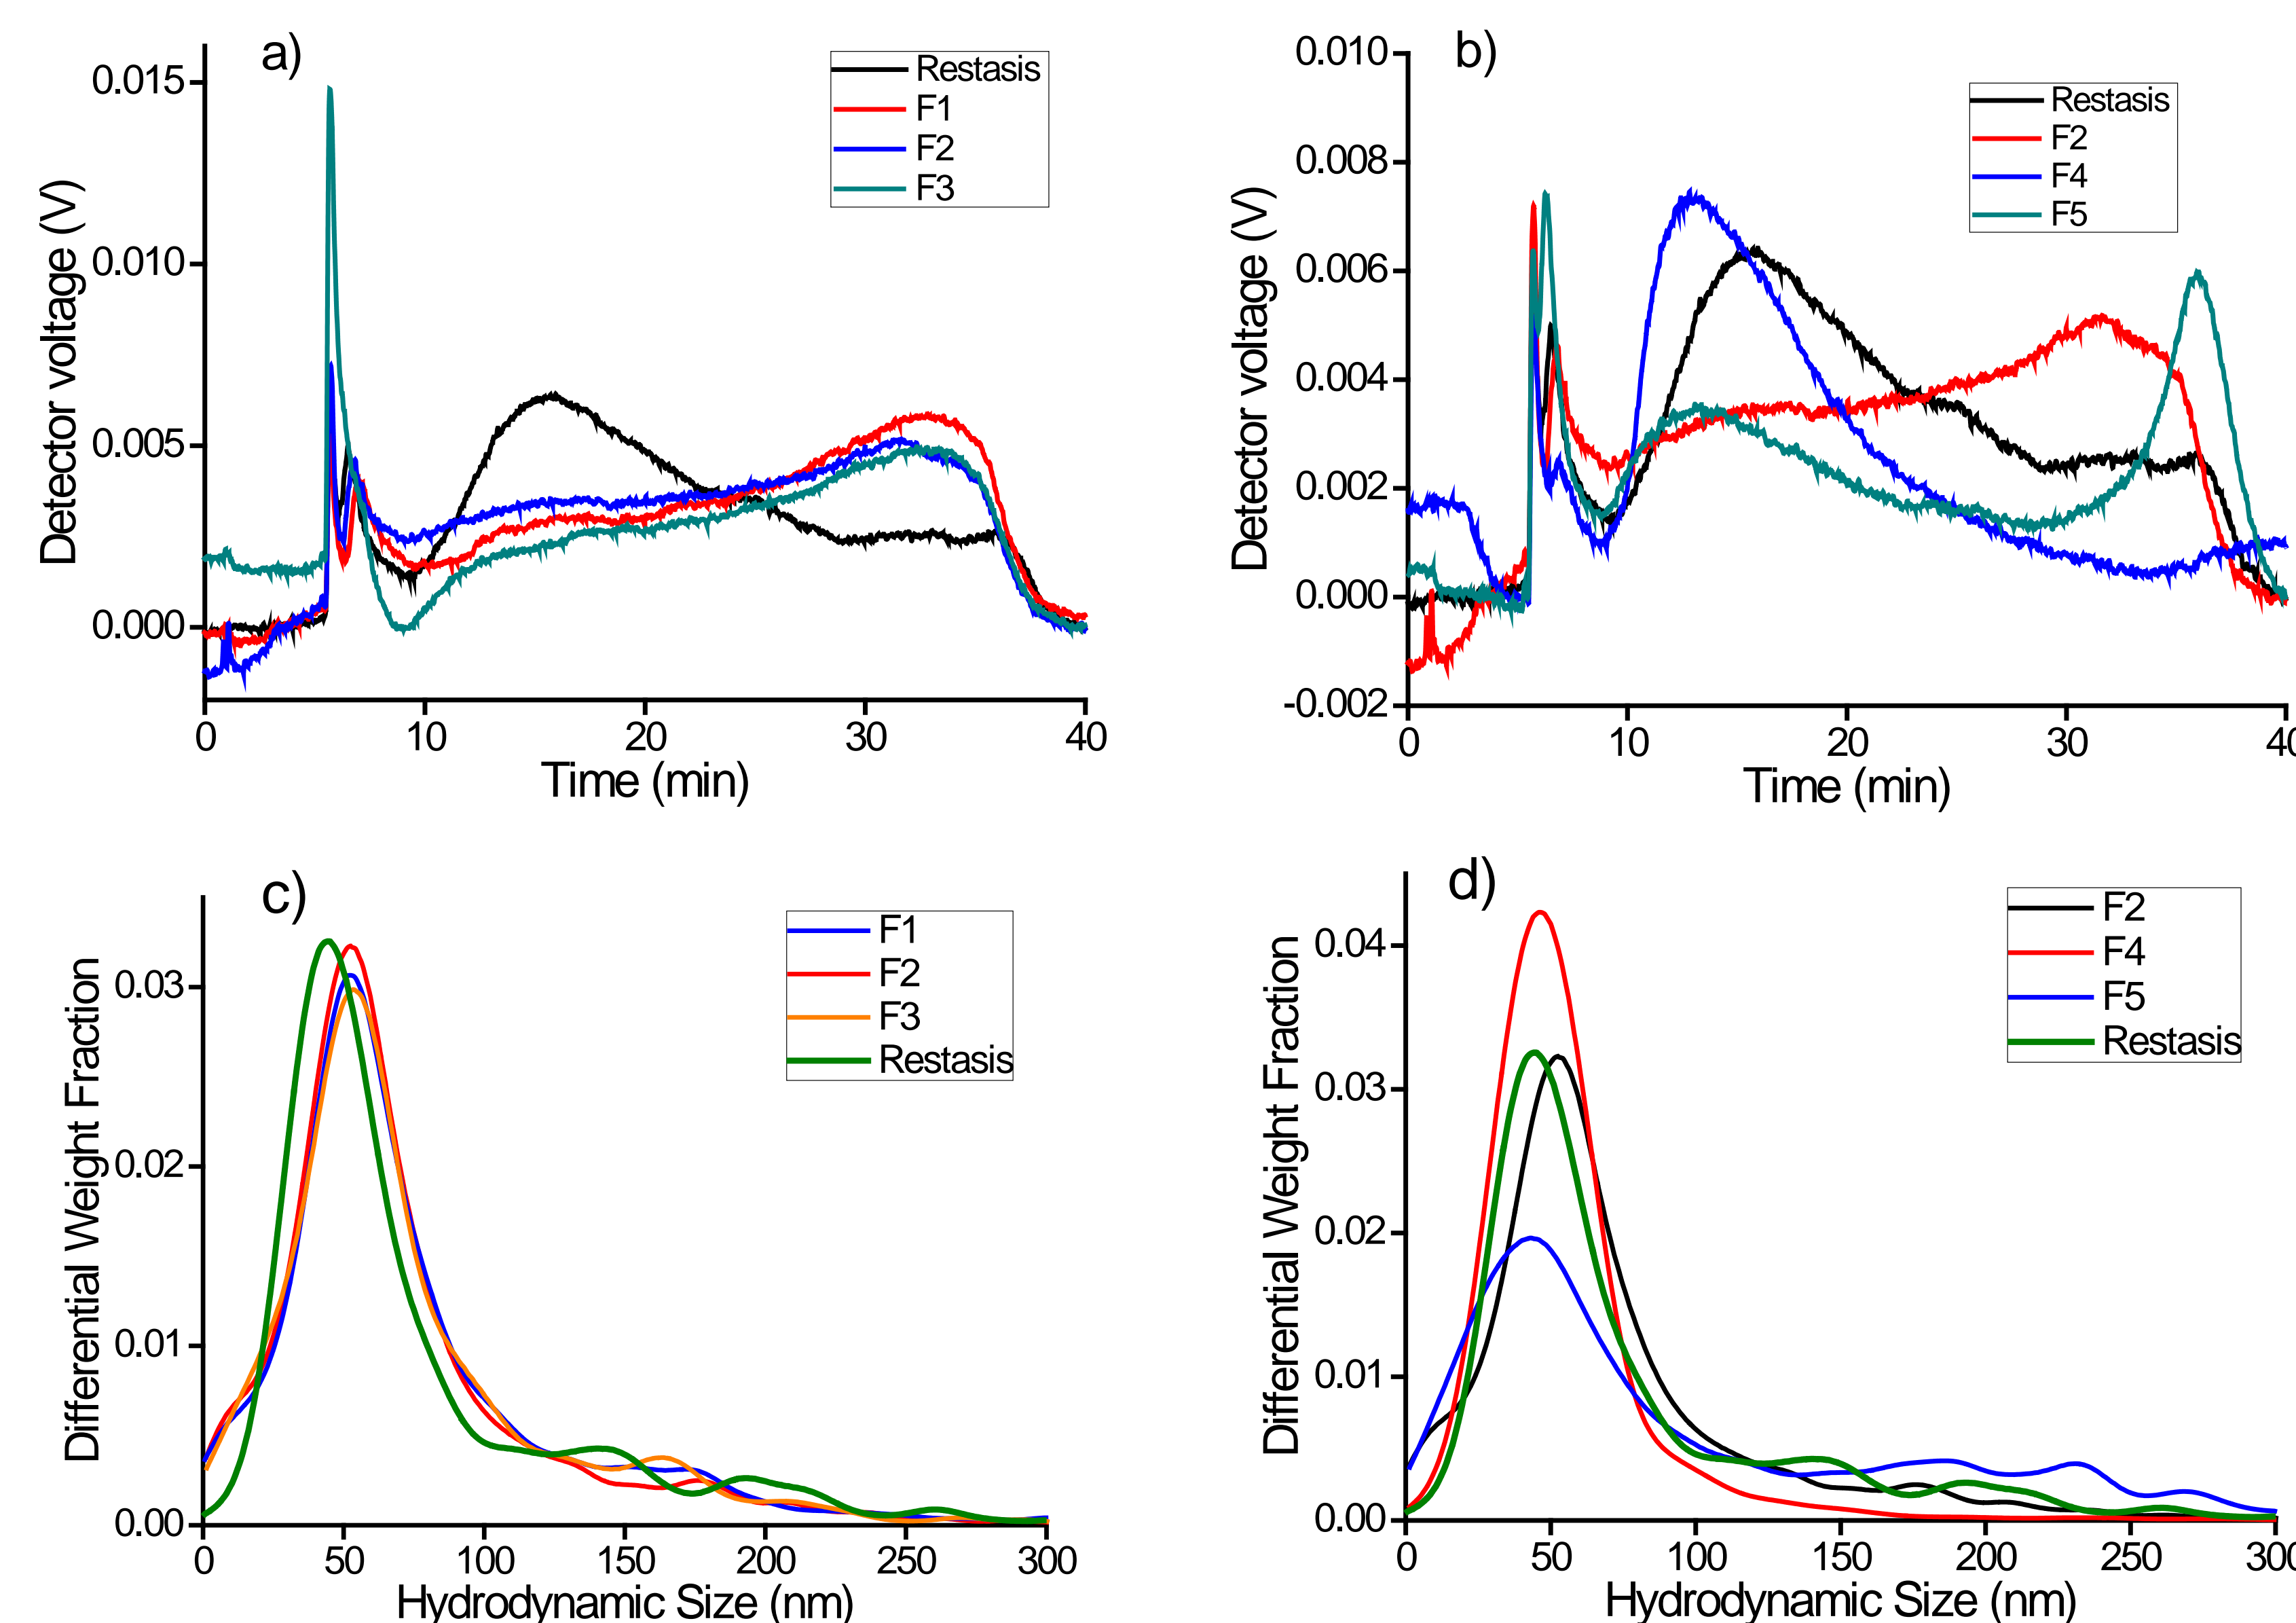 a)
Restasis
F1
F2
F3
0.015
0.010
0.005
0.000
Detector voltage (V)
0
10
20
30
40
Time (min)
b)
Restasis
F2
F4
F5
0.010
0.008
0.006
0.004
0.002
0.000
-0.002
Detector voltage (V)
0
10
20
30
40
Time (min)
c)
F1
F2
F3
Restasis
0.03
0.02
0.01
0.00
Differential Weight Fraction
0
50
100
150
200
250
300
Hydrodynamic Size (nm)
d)
F2
F4
F5
Restasis
0.04
0.03
0.02
0.01
0.00
Differential Weight Fraction
0
50
100
150
200
250
300
Hydrodynamic Size (nm)